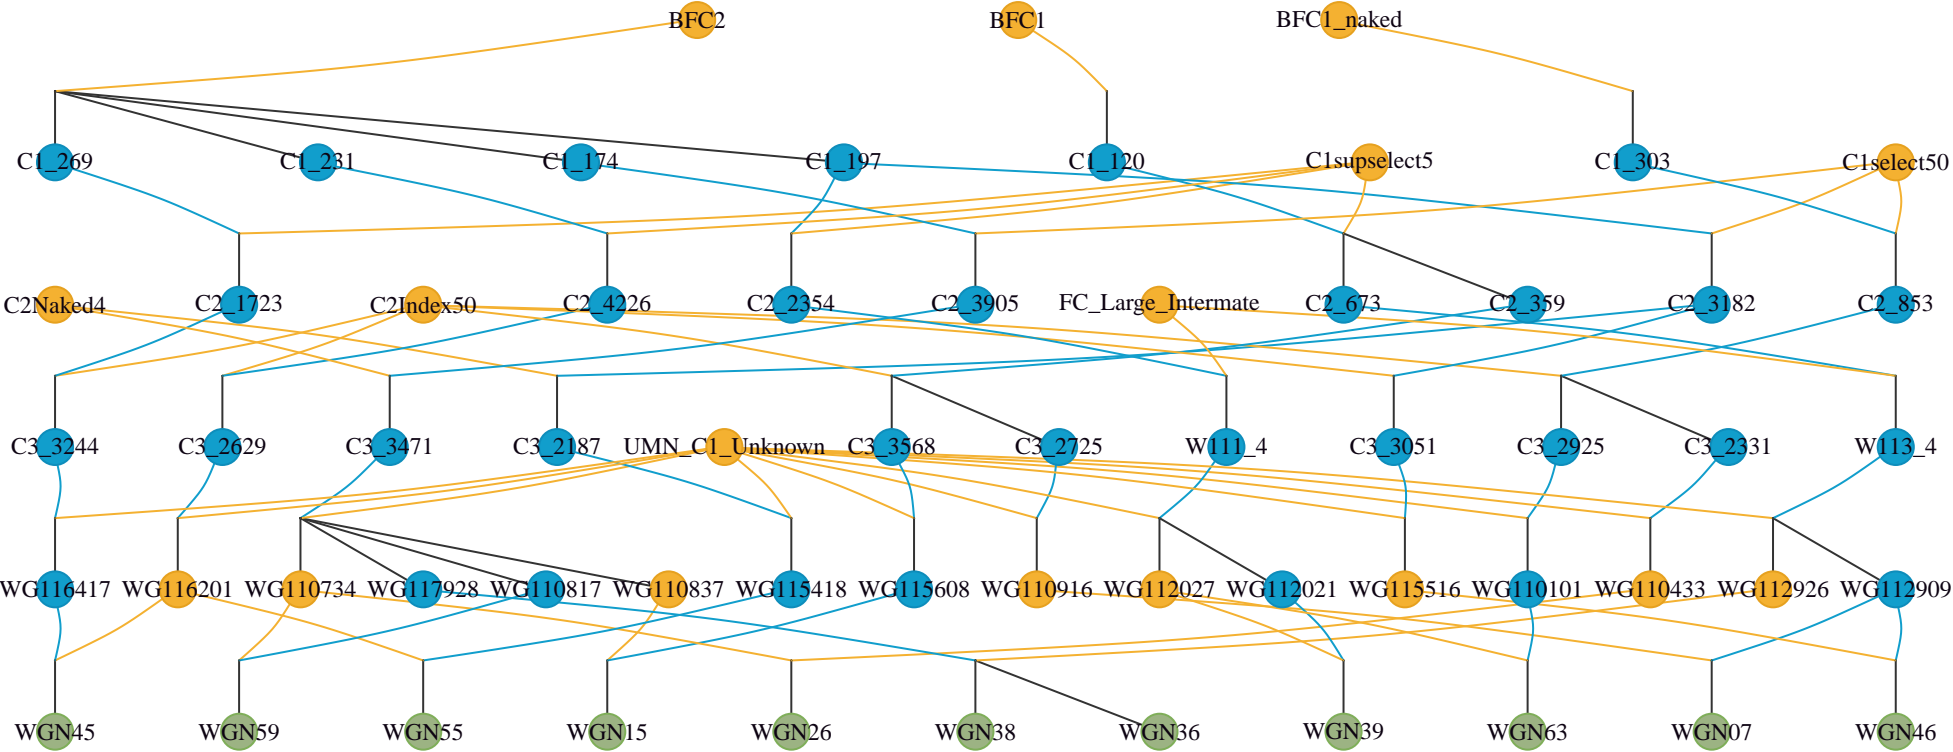 BFC2 BFC1 BFC1_naked
C1_269 C1_231 C1_174 C1_197 C1_120 C1supselect5 C1_303 C1select50
C2Naked4 C2_1723 C2Index50 C2_4226 C2_2354 C2_3905 FC_Large_Intermate C2_673 C2_359 C2_3182 C2_853
C3_3244 C3_2629 C3_3471 C3_2187 UMN_C1_Unknown C3_3568 C3_2725 W111_4 C3_3051 C3_2925 C3_2331 W113_4
WG116417 WG116201 WG110734 WG117928 WG110817 WG110837 WG115418 WG115608 WG110916 WG112027 WG112021 WG115516 WG110101 WG110433 WG112926 WG112909
WGN45 WGN59 WGN55 WGN15 WGN26 WGN38 WGN36 WGN39 WGN63 WGN07 WGN46